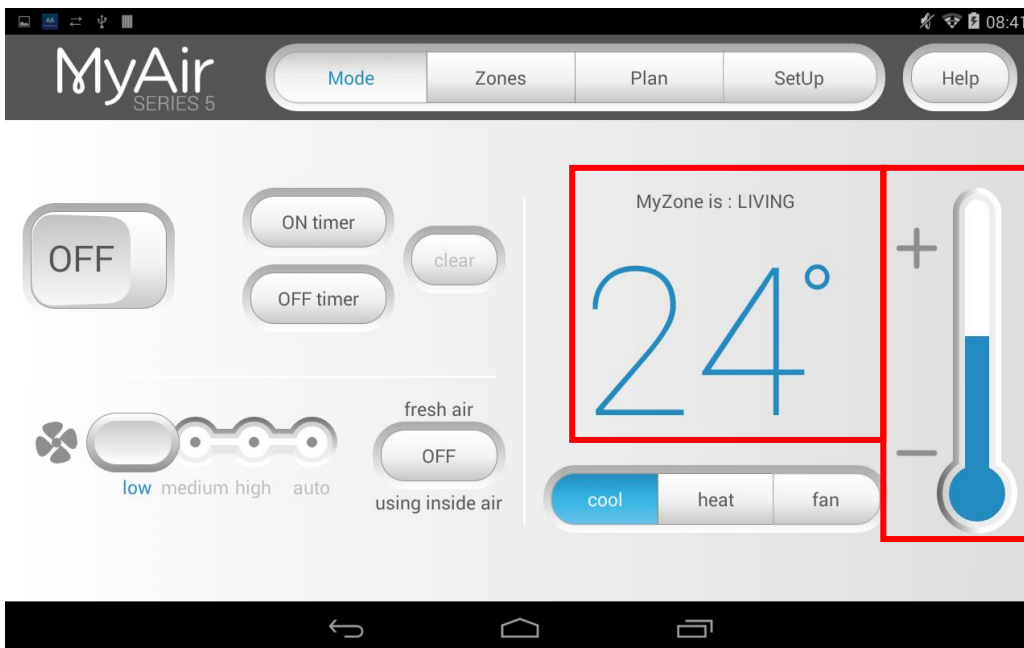 AA
08:41
MyAir
SERIES 5
Mode Zones Plan SetUp Help
OFF
ON timer
OFF timer
clear
low medium high auto
fresh air
OFF
using inside air
MyZone is : LIVING
24°
+
−
cool heat fan